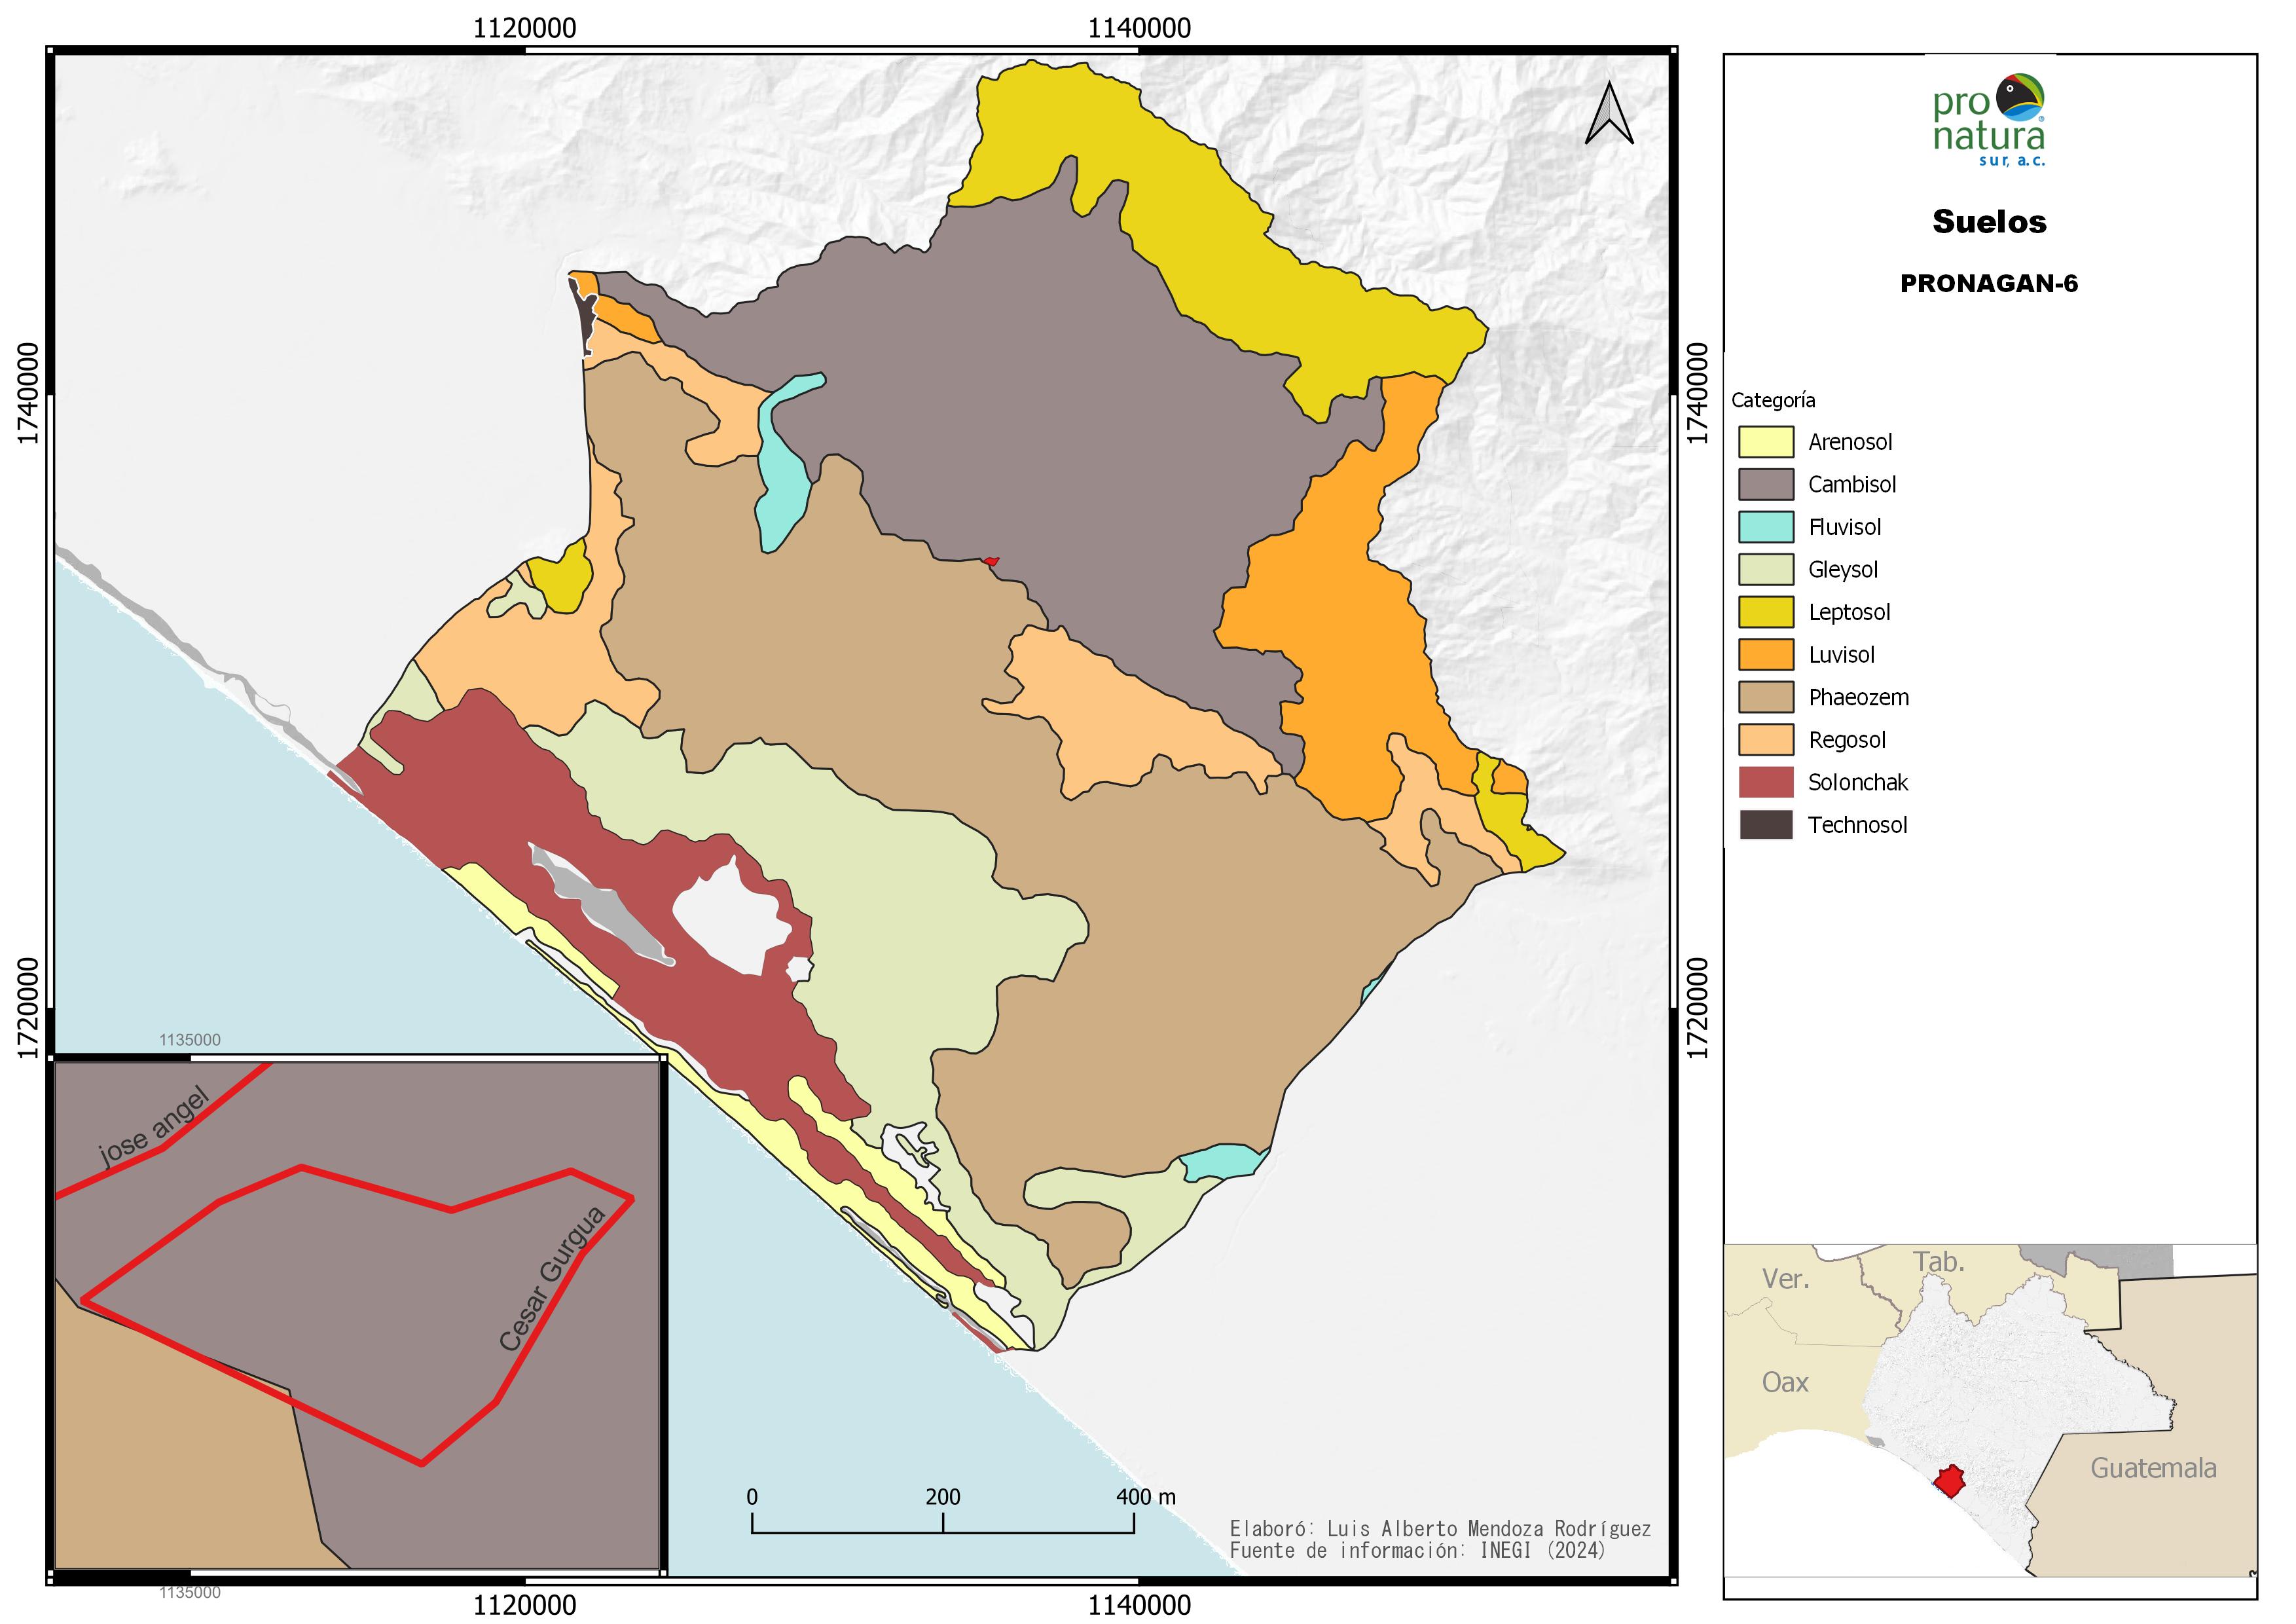 1120000
1140000
1740000
1740000
1720000
1720000
1120000
1140000
1135000
1135000
jose angel
Cesar Gurgua
0
200
400 m
Elaboró: Luis Alberto Mendoza Rodríguez
Fuente de información: INEGI (2024)
pro
natura
sur, a.c.
Suelos
PRONAGAN-6
Categoría
Arenosol
Cambisol
Fluvisol
Gleysol
Leptosol
Luvisol
Phaeozem
Regosol
Solonchak
Technosol
Ver.
Tab.
Oax
Guatemala